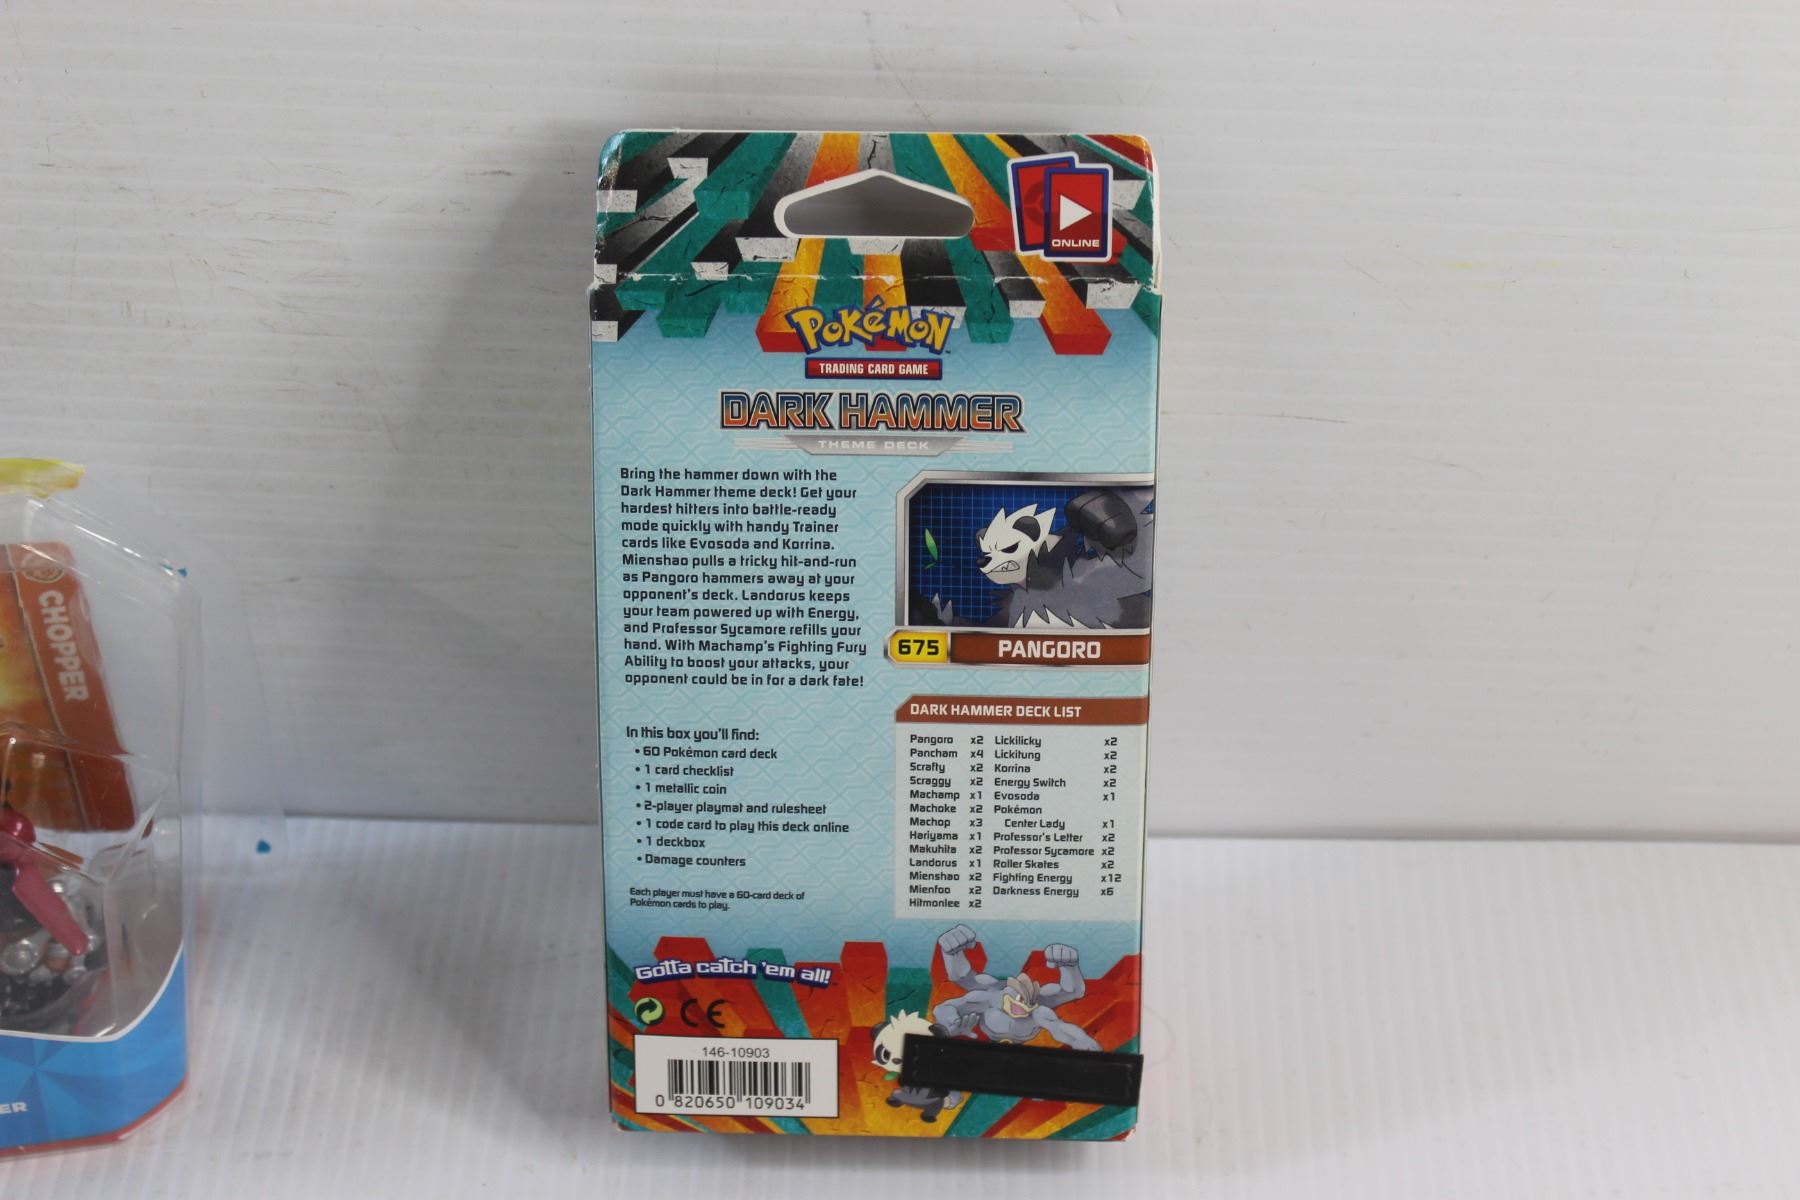 ONLINE
POKéMON
TRADING CARD GAME
DARK HAMMER
THEME DECK
Bring the hammer down with the
Dark Hammer theme deck! Get your
hardest hitters into battle-ready
mode quickly with handy Trainer
cards like Evosoda and Korrina.
Mienshao pulls a tricky hit-and-run
as Pangoro hammers away at your
opponent's deck. Landorus keeps
your team powered up with Energy,
and Professor Sycamore refills your
hand. With Machamp's Fighting Fury
Ability to boost your attacks, your
opponent could be in for a dark fate!
675 PANGORO
In this box you'll find:
• 60 Pokémon card deck
• 1 card checklist
• 1 metallic coin
• 2-player playmat and rulesheet
• 1 code card to play this deck online
• 1 deckbox
• Damage counters
Each player must have a 60-card deck of
Pokémon cards to play.
DARK HAMMER DECK LIST
Pangoro x2
Pancham x4
Scrafty x2
Scraggy x2
Machamp x1
Machoke x2
Machop x3
Hariyama x1
Makuhita x2
Landorus x1
Mienshao x2
Mienfoo x2
Hitmonlee x2
Lickilicky x2
Lickitung x2
Korrina x2
Energy Switch x2
Evosoda x1
Pokémon
Center Lady x1
Professor's Letter x2
Professor Sycamore x2
Roller Skates x2
Fighting Energy x12
Darkness Energy x6
Gotta catch 'em all!
CE
146-10903
0 820650 109034
CHOPPER
ER